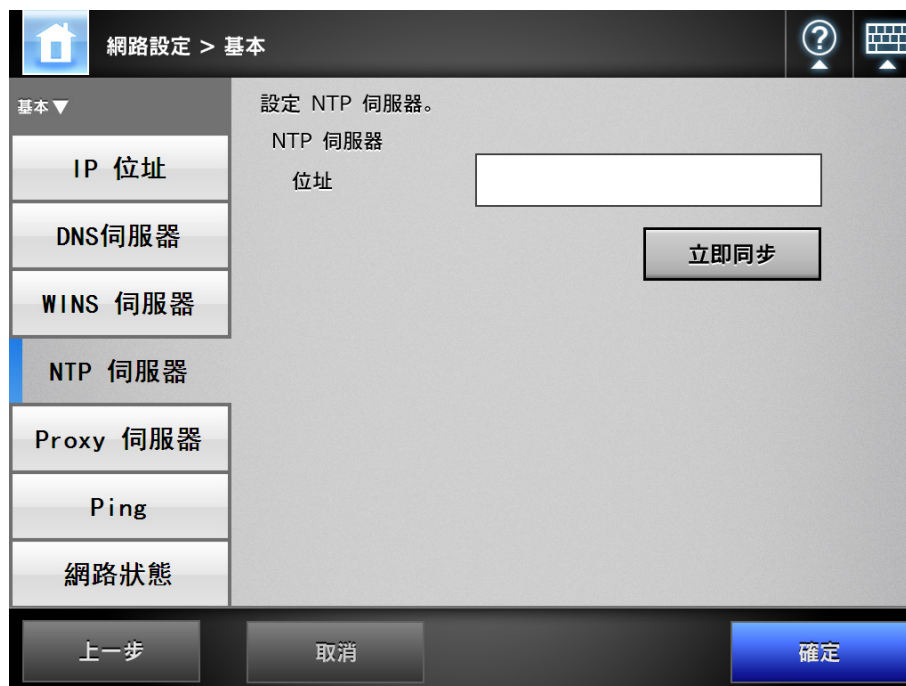 網路設定 > 基本
?
基本▼
IP 位址
DNS伺服器
WINS 伺服器
NTP 伺服器
Proxy 伺服器
Ping
網路狀態
設定 NTP 伺服器。
NTP 伺服器
位址
立即同步
上一步
取消
確定